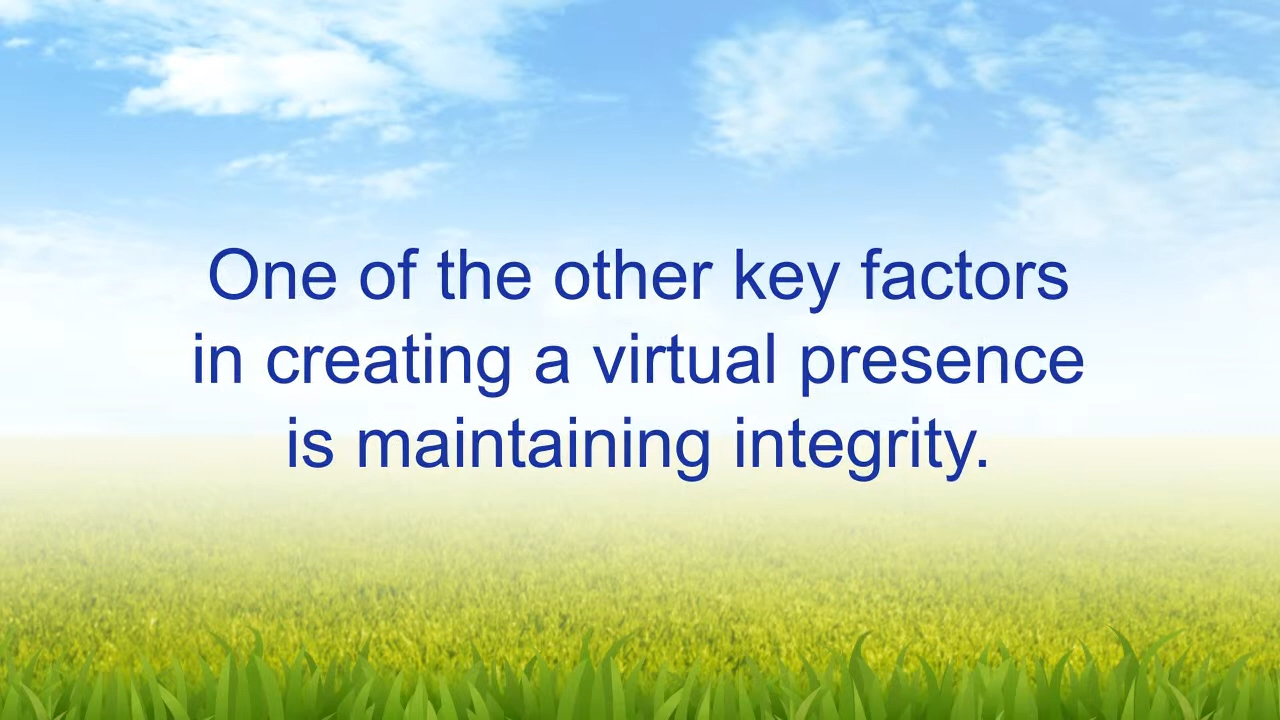 One of the other key factors
in creating a virtual presence
is maintaining integrity.